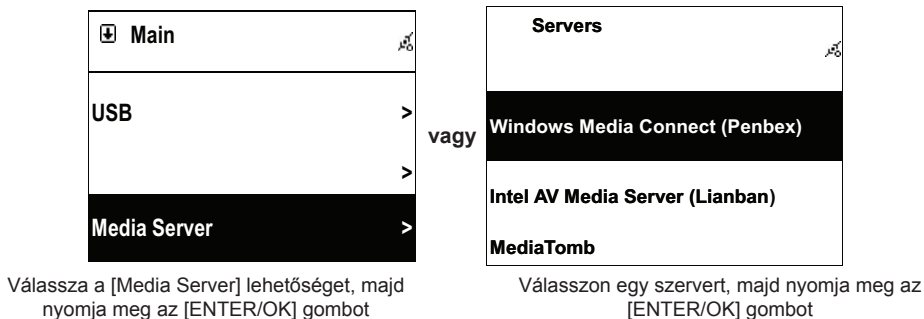 Main
USB >
>
Media Server >
Válassza a [Media Server] lehetőséget, majd
nyomja meg az [ENTER/OK] gombot
vagy
Servers
Windows Media Connect (Penbex)
Intel AV Media Server (Lianban)
MediaTomb
Válasszon egy szervert, majd nyomja meg az
[ENTER/OK] gombot